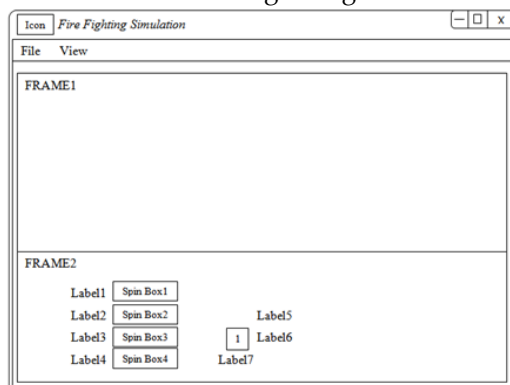 Icon Fire Fighting Simulation X
File View
FRAME1
FRAME2
Label1 Spin Box1
Label2 Spin Box2 Label5
Label3 Spin Box3 1 Label6
Label4 Spin Box4 Label7